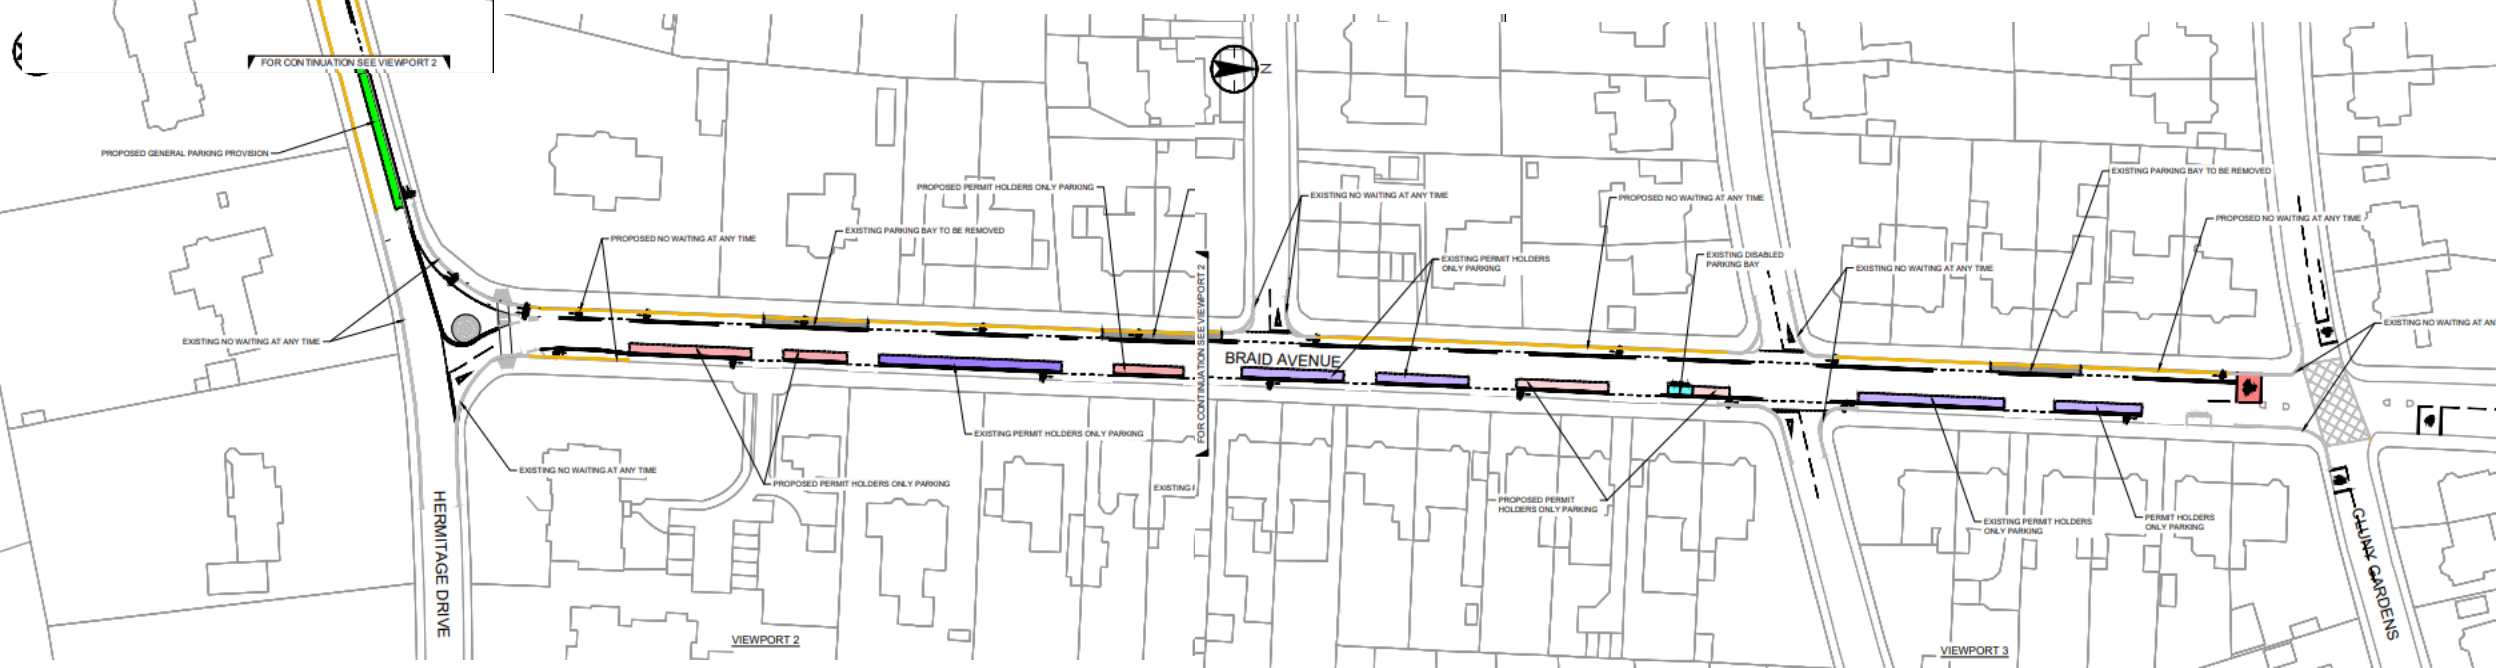 FOR CONTINUATION SEE VIEWPORT 2
PROPOSED GENERAL PARKING PROVISION
PROPOSED NO WAITING AT ANY TIME
EXISTING PARKING BAY TO BE REMOVED
PROPOSED PERMIT HOLDERS ONLY PARKING
EXISTING NO WAITING AT ANY TIME
EXISTING NO WAITING AT ANY TIME
HERMITAGE DRIVE
PROPOSED PERMIT HOLDERS ONLY PARKING
EXISTING PERMIT HOLDERS ONLY PARKING
EXISTING
VIEWPORT 2
FOR CONTINUATION SEE VIEWPORT 2
N
BRAID AVENUE
EXISTING NO WAITING AT ANY TIME
EXISTING PERMIT HOLDERS
ONLY PARKING
PROPOSED NO WAITING AT ANY TIME
EXISTING DISABLED
PARKING BAY
EXISTING NO WAITING AT ANY TIME
EXISTING PARKING BAY TO BE REMOVED
PROPOSED NO WAITING AT ANY TIME
EXISTING NO WAITING AT AN
PROPOSED PERMIT
HOLDERS ONLY PARKING
EXISTING PERMIT HOLDERS
ONLY PARKING
PERMIT HOLDERS
ONLY PARKING
CLUNY GARDENS
VIEWPORT 3